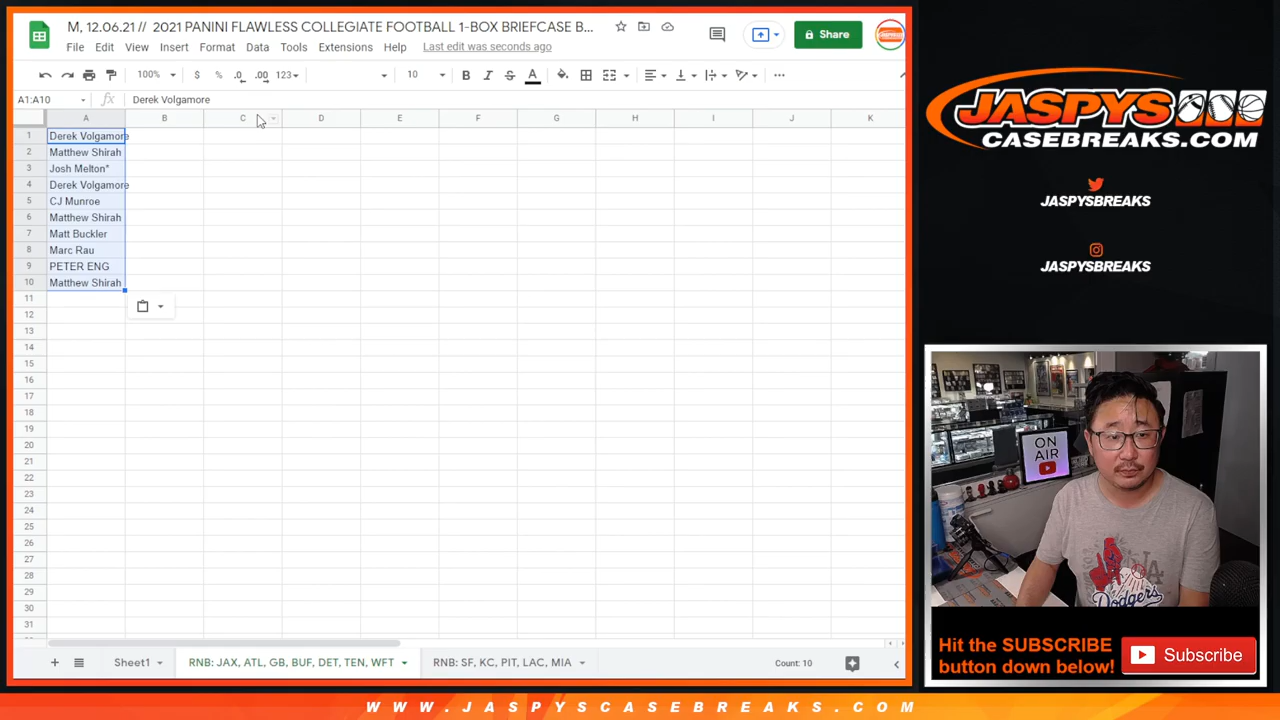 M, 12.06.21 // 2021 PANINI FLAWLESS COLLEGIATE FOOTBALL 1-BOX BRIEFCASE B...
File Edit View Insert Format Data Tools Extensions Help Last edit was seconds ago
Share
100% $ % .0 .00 123 10 B I S A
A1:A10 fx Derek Volgamore
A B C D E F G H I J K
1 Derek Volgamore
2 Matthew Shirah
3 Josh Melton*
4 Derek Volgamore
5 CJ Munroe
6 Matthew Shirah
7 Matt Buckler
8 Marc Rau
9 PETER ENG
10 Matthew Shirah
11
12
13
14
15
16
17
18
19
20
21
22
23
24
25
26
27
28
29
30
31
Sheet1 RNB: JAX, ATL, GB, BUF, DET, TEN, WFT RNB: SF, KC, PIT, LAC, MIA Count: 10
JASPYS
CASEBREAKS.COM
JASPYSBREAKS
JASPYSBREAKS
ON
AIR
Dodgers
Hit the SUBSCRIBE
button down below!
Subscribe
WWW.JASPYSCASEBREAKS.COM